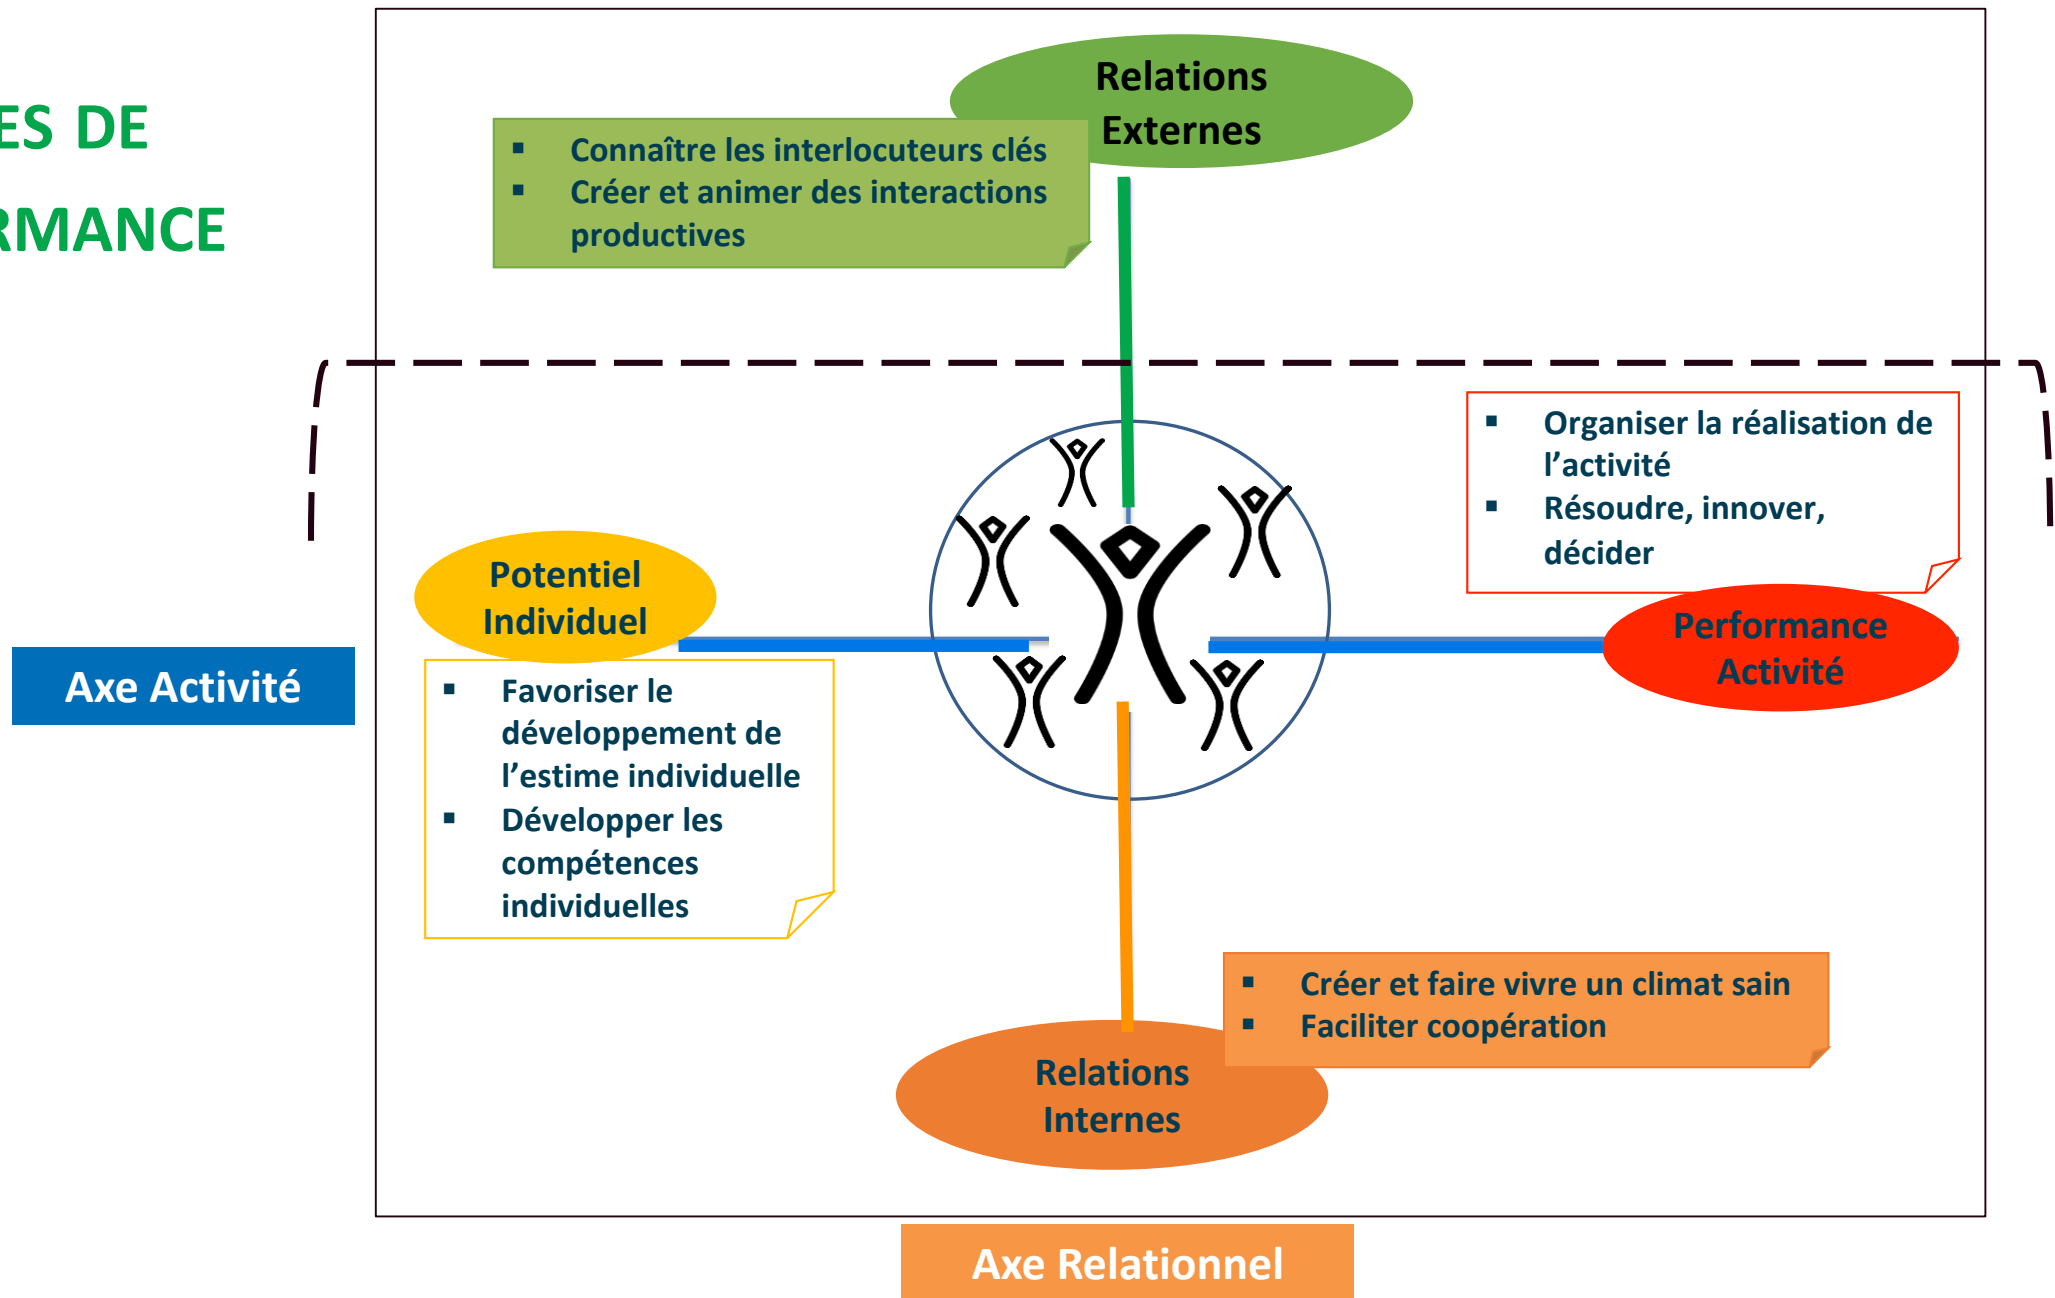 ES DE
RMANCE
Relations
Externes
▪ Connaître les interlocuteurs clés
▪ Créer et animer des interactions
productives
▪ Organiser la réalisation de
l’activité
▪ Résoudre, innover,
décider
Potentiel
Individuel
Performance
Activité
Axe Activité
▪ Favoriser le
développement de
l’estime individuelle
▪ Développer les
compétences
individuelles
▪ Créer et faire vivre un climat sain
▪ Faciliter coopération
Relations
Internes
Axe Relationnel